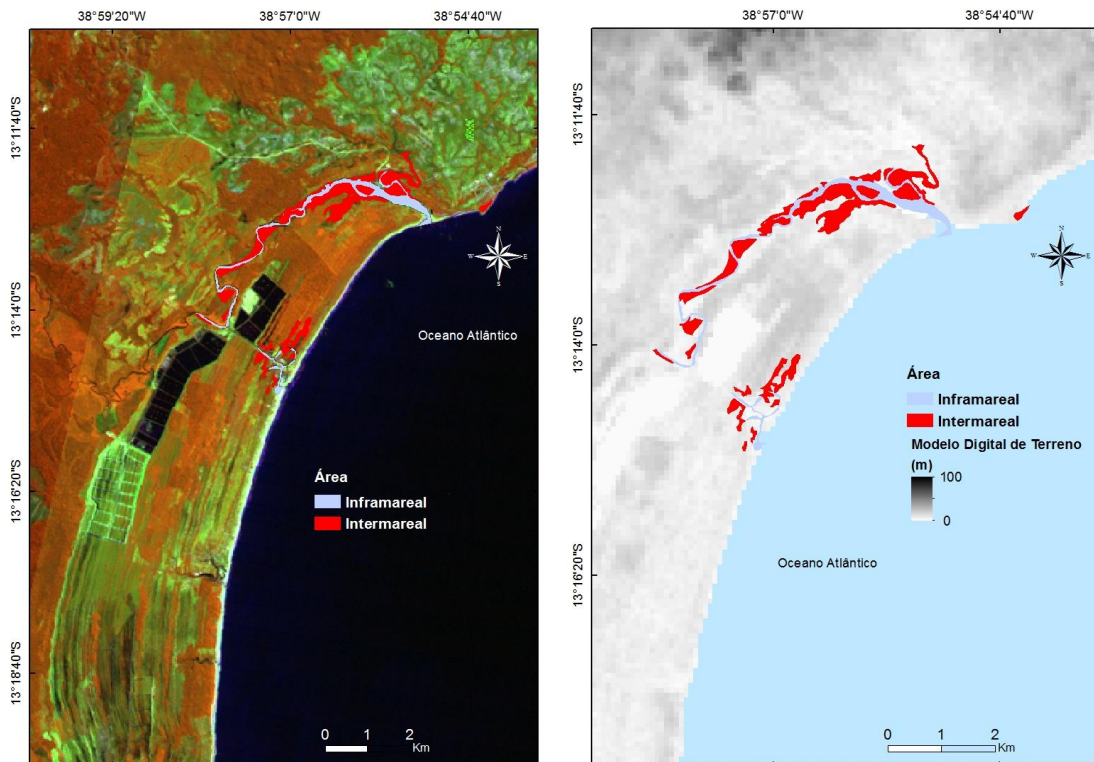 38°59'20"W 38°57'0"W 38°54'40"W
13°11'40"S
13°14'0"S
13°16'20"S
13°18'40"S
N
W E
S
Oceano Atlântico
Área
Inframareal
Intermareal
0 1 2
Km
38°57'0"W 38°54'40"W
13°11'40"S
13°14'0"S
13°16'20"S
N
W E
S
Área
Inframareal
Intermareal
Modelo Digital de Terreno
(m)
100
0
Oceano Atlântico
0 1 2
Km